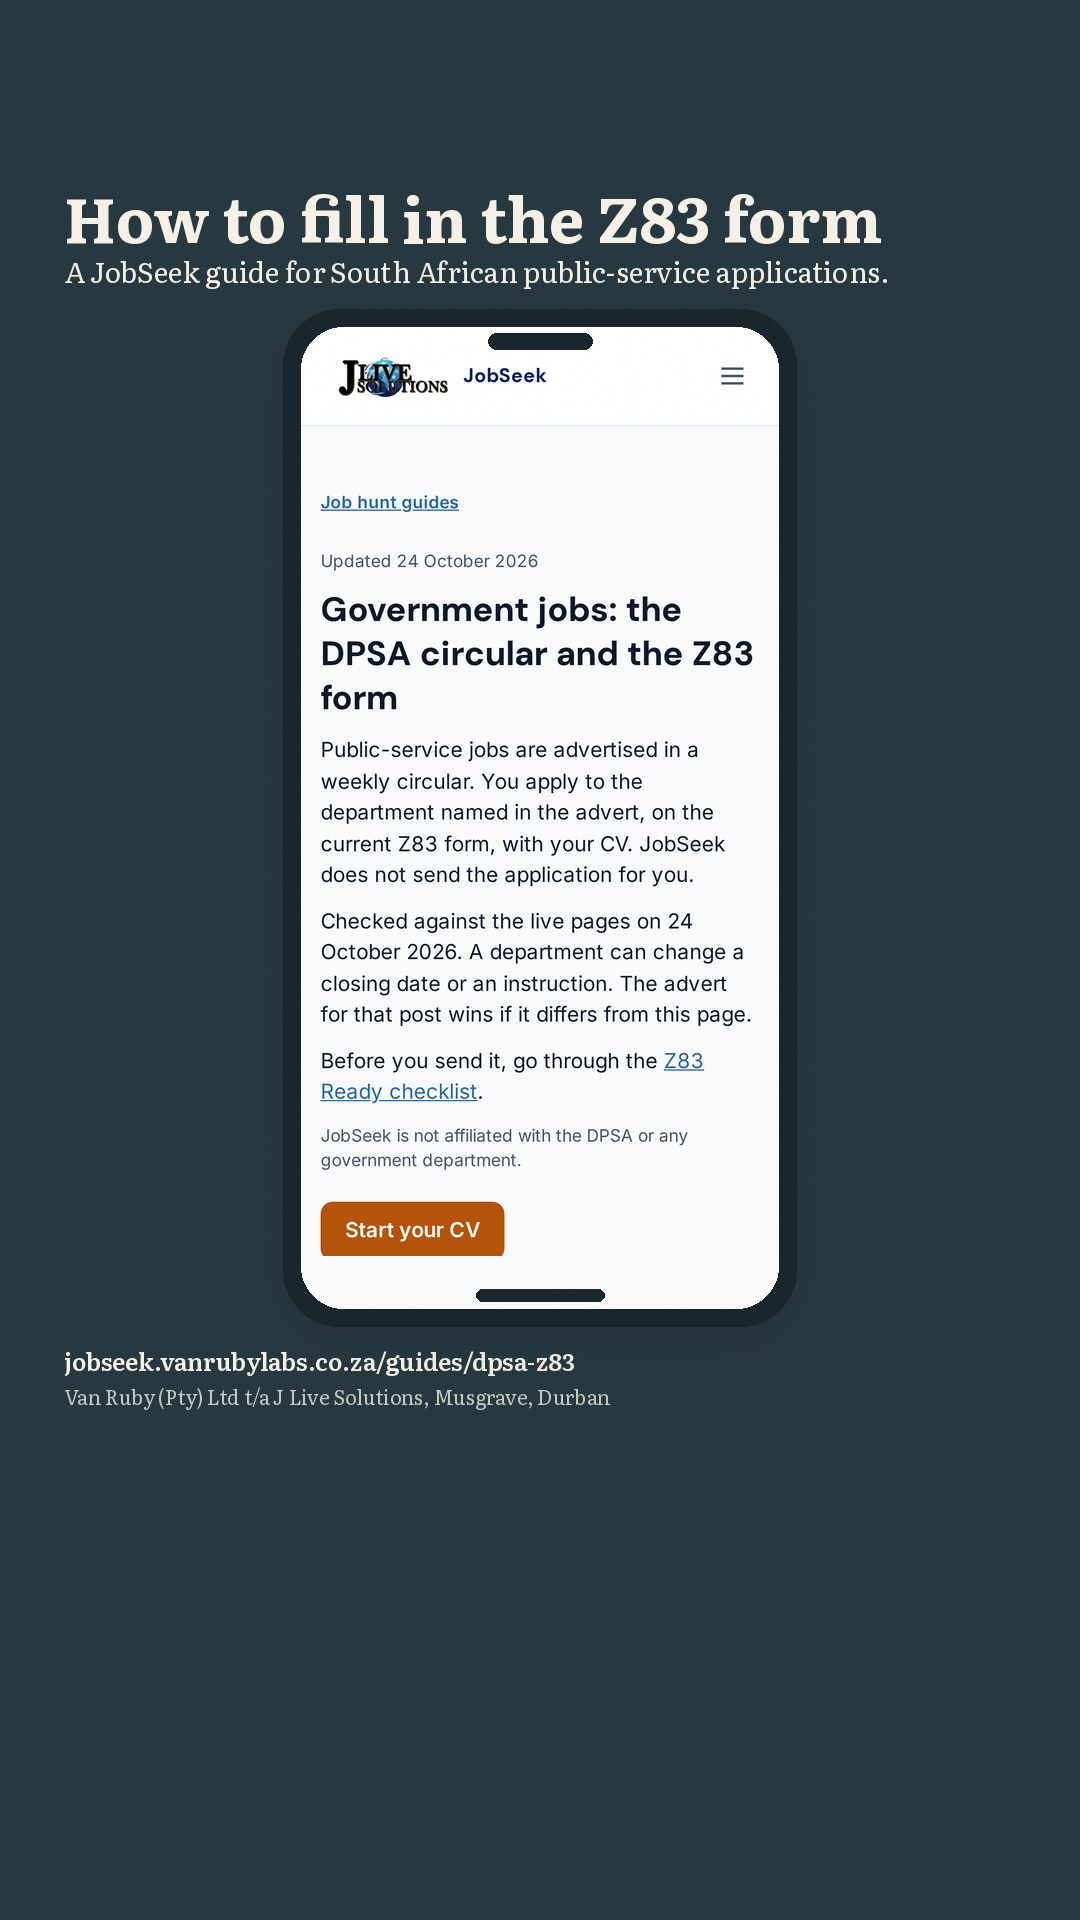 How to fill in the Z83 form
A JobSeek guide for South African public-service applications.
J LIVE SOLUTIONS
JobSeek
Job hunt guides
Updated 24 October 2026
Government jobs: the
DPSA circular and the Z83
form
Public-service jobs are advertised in a
weekly circular. You apply to the
department named in the advert, on the
current Z83 form, with your CV. JobSeek
does not send the application for you.
Checked against the live pages on 24
October 2026. A department can change a
closing date or an instruction. The advert
for that post wins if it differs from this page.
Before you send it, go through the Z83
Ready checklist.
JobSeek is not affiliated with the DPSA or any
government department.
Start your CV
jobseek.vanrubylabs.co.za/guides/dpsa-z83
Van Ruby (Pty) Ltd t/a J Live Solutions, Musgrave, Durban